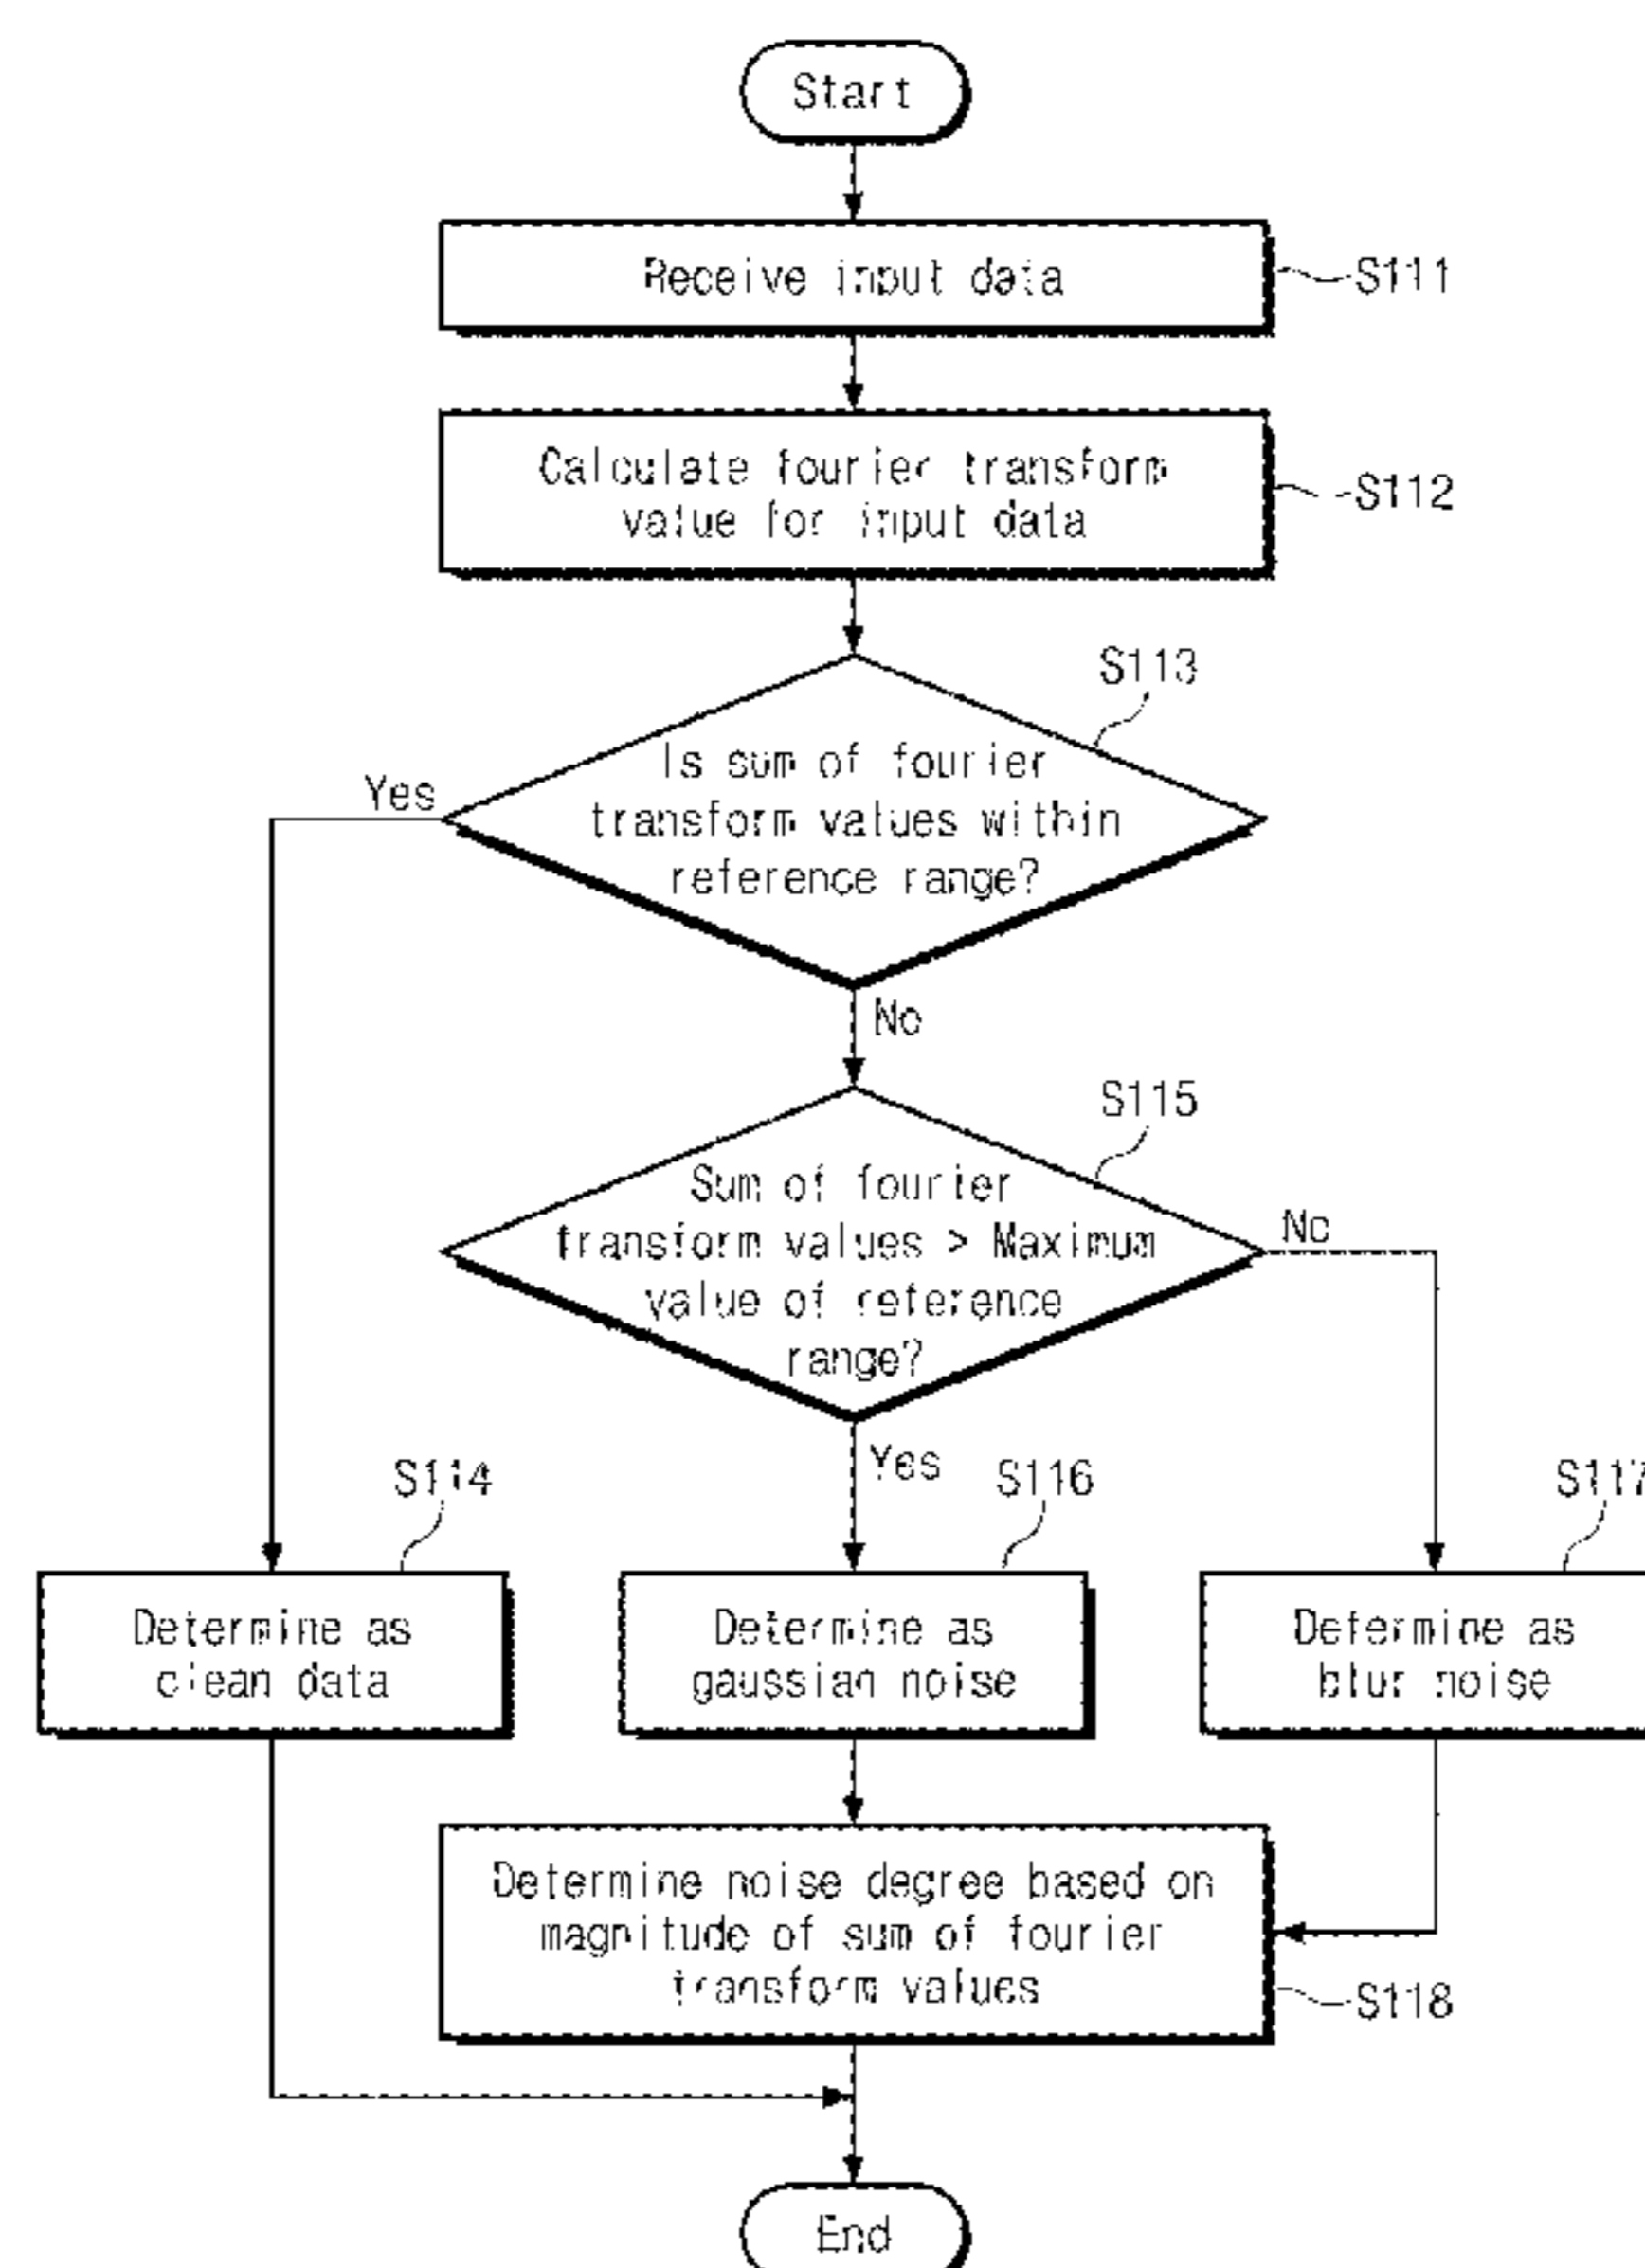 Start
Receive input data
S111
Calculate fourier transform
value for input data
S112
S113
Is sum of fourier
transform values within
reference range?
Yes
No
S115
Sum of fourier
transform values > Maximum
value of reference
range?
No
Yes
S114
S116
S117
Determine as
clean data
Determine as
gaussian noise
Determine as
blur noise
Determine noise degree based on
magnitude of sum of fourier
transform values
S118
End